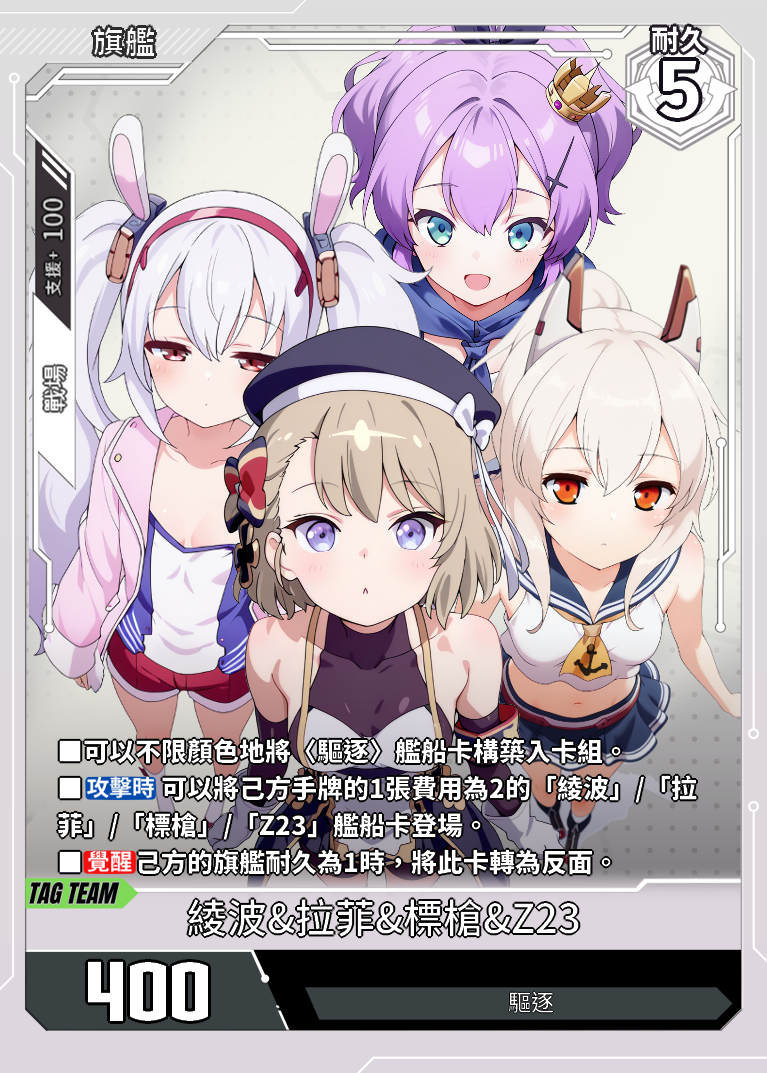 旗艦
耐久
5
支援+ 100
戰場
■可以不限顏色地將〈驅逐〉艦船卡構築入卡組。
■攻擊時可以將己方手牌的1張費用為2的「綾波」/「拉
菲」/「標槍」/「Z23」艦船卡登場。
■覺醒己方的旗艦耐久為1時，將此卡轉為反面。
TAG TEAM
綾波&拉菲&標槍&Z23
400
驅逐